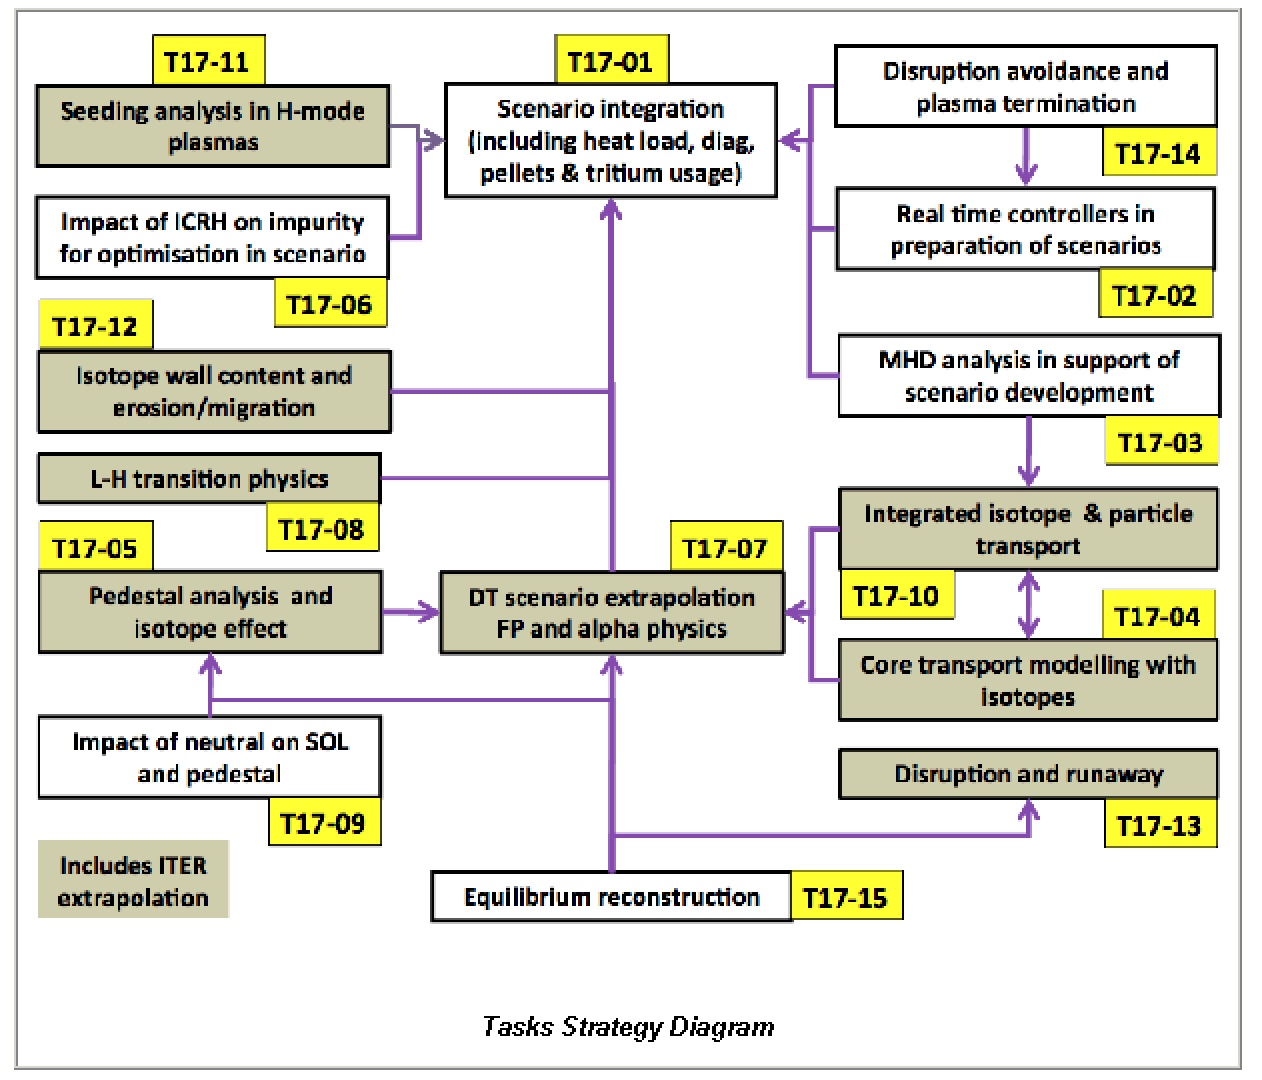 T17-11
Seeding analysis in H-mode
plasmas
Impact of ICRH on impurity
for optimisation in scenario
T17-06
T17-12
Isotope wall content and
erosion/migration
L-H transition physics
T17-08
T17-05
Pedestal analysis and
isotope effect
Impact of neutral on SOL
and pedestal
T17-09
Includes ITER
extrapolation
T17-01
Scenario integration
(including heat load, diag,
pellets & tritium usage)
T17-07
DT scenario extrapolation
FP and alpha physics
Equilibrium reconstruction
T17-15
Disruption avoidance and
plasma termination
T17-14
Real time controllers in
preparation of scenarios
T17-02
MHD analysis in support of
scenario development
T17-03
Integrated isotope & particle
transport
T17-10
T17-04
Core transport modelling with
isotopes
Disruption and runaway
T17-13
Tasks Strategy Diagram